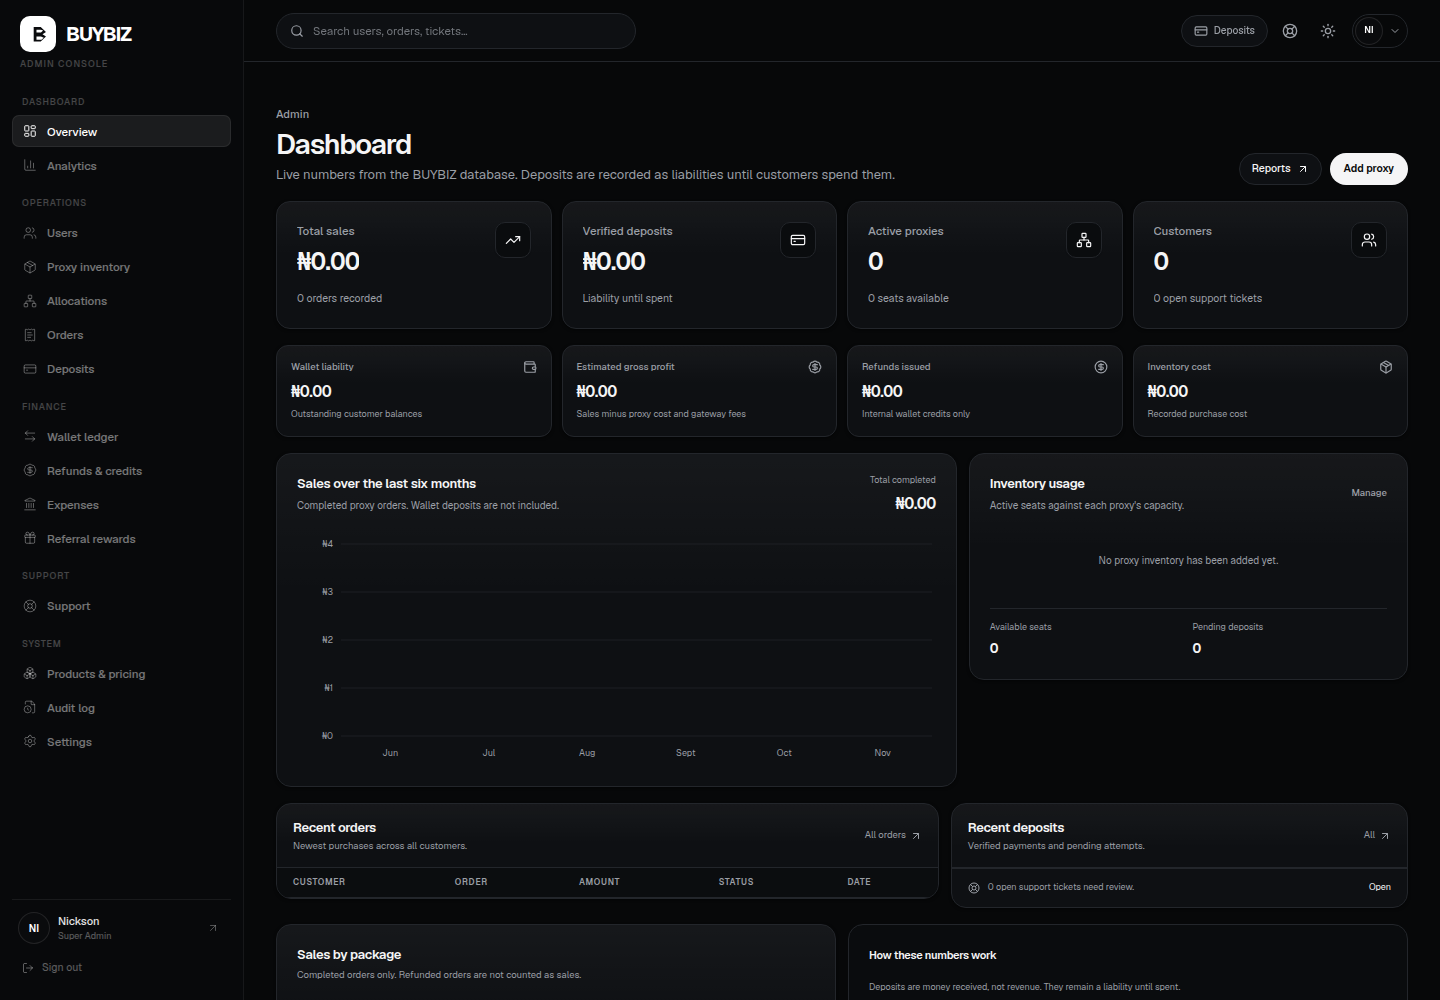 BUYBIZ
ADMIN CONSOLE
DASHBOARD
Overview
Analytics
OPERATIONS
Users
Proxy inventory
Allocations
Orders
Deposits
FINANCE
Wallet ledger
Refunds & credits
Expenses
Referral rewards
SUPPORT
Support
SYSTEM
Products & pricing
Audit log
Settings
NI
Nickson
Super Admin
Sign out
Search users, orders, tickets...
Deposits
NI
Admin
Dashboard
Live numbers from the BUYBIZ database. Deposits are recorded as liabilities until customers spend them.
Reports
Add proxy
Total sales
₦0.00
0 orders recorded
Verified deposits
₦0.00
Liability until spent
Active proxies
0
0 seats available
Customers
0
0 open support tickets
Wallet liability
₦0.00
Outstanding customer balances
Estimated gross profit
₦0.00
Sales minus proxy cost and gateway fees
Refunds issued
₦0.00
Internal wallet credits only
Inventory cost
₦0.00
Recorded purchase cost
Sales over the last six months
Completed proxy orders. Wallet deposits are not included.
Total completed
₦0.00
₦4
₦3
₦2
₦1
₦0
Jun Jul Aug Sept Oct Nov
Inventory usage
Active seats against each proxy's capacity.
Manage
No proxy inventory has been added yet.
Available seats
0
Pending deposits
0
Recent orders
Newest purchases across all customers.
All orders
CUSTOMER ORDER AMOUNT STATUS DATE
Recent deposits
Verified payments and pending attempts.
All
0 open support tickets need review.
Open
Sales by package
Completed orders only. Refunded orders are not counted as sales.
How these numbers work
Deposits are money received, not revenue. They remain a liability until spent.